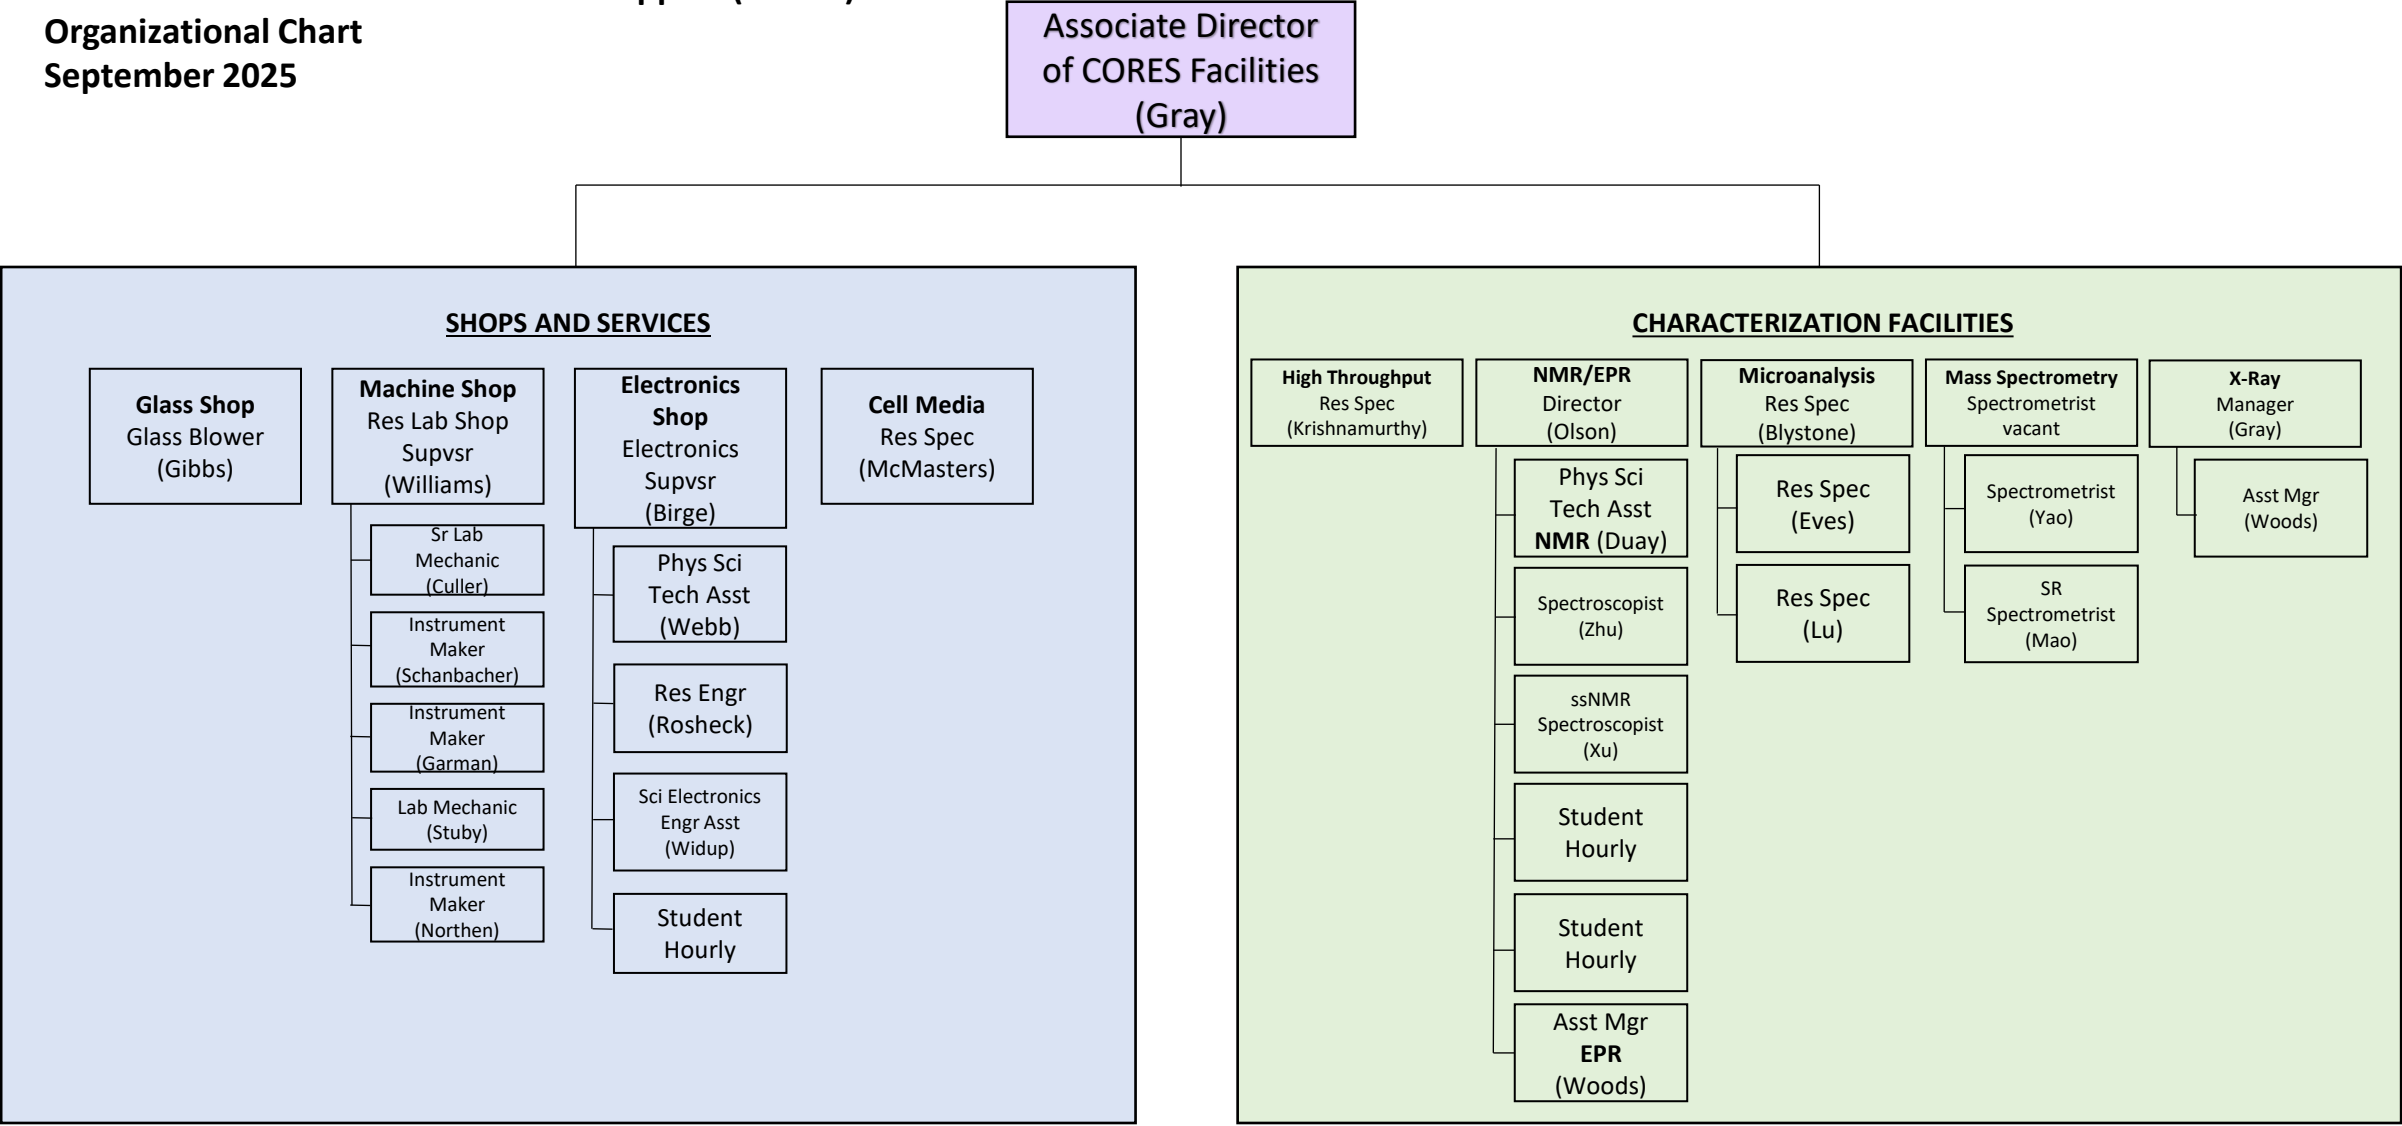 Organizational Chart
September 2025
Associate Director
of CORES Facilities
(Gray)
SHOPS AND SERVICES
Glass Shop
Glass Blower
(Gibbs)
Machine Shop
Res Lab Shop
Supvsr
(Williams)
Sr Lab
Mechanic
(Culler)
Instrument
Maker
(Schanbacher)
Instrument
Maker
(Garman)
Lab Mechanic
(Stuby)
Instrument
Maker
(Northen)
Electronics
Shop
Electronics
Supvsr
(Birge)
Phys Sci
Tech Asst
(Webb)
Res Engr
(Rosheck)
Sci Electronics
Engr Asst
(Widup)
Student
Hourly
Cell Media
Res Spec
(McMasters)
CHARACTERIZATION FACILITIES
High Throughput
Res Spec
(Krishnamurthy)
NMR/EPR
Director
(Olson)
Phys Sci
Tech Asst
NMR (Duay)
Spectroscopist
(Zhu)
ssNMR
Spectroscopist
(Xu)
Student
Hourly
Student
Hourly
Asst Mgr
EPR
(Woods)
Microanalysis
Res Spec
(Blystone)
Res Spec
(Eves)
Res Spec
(Lu)
Mass Spectrometry
Spectrometrist
vacant
Spectrometrist
(Yao)
SR
Spectrometrist
(Mao)
X-Ray
Manager
(Gray)
Asst Mgr
(Woods)